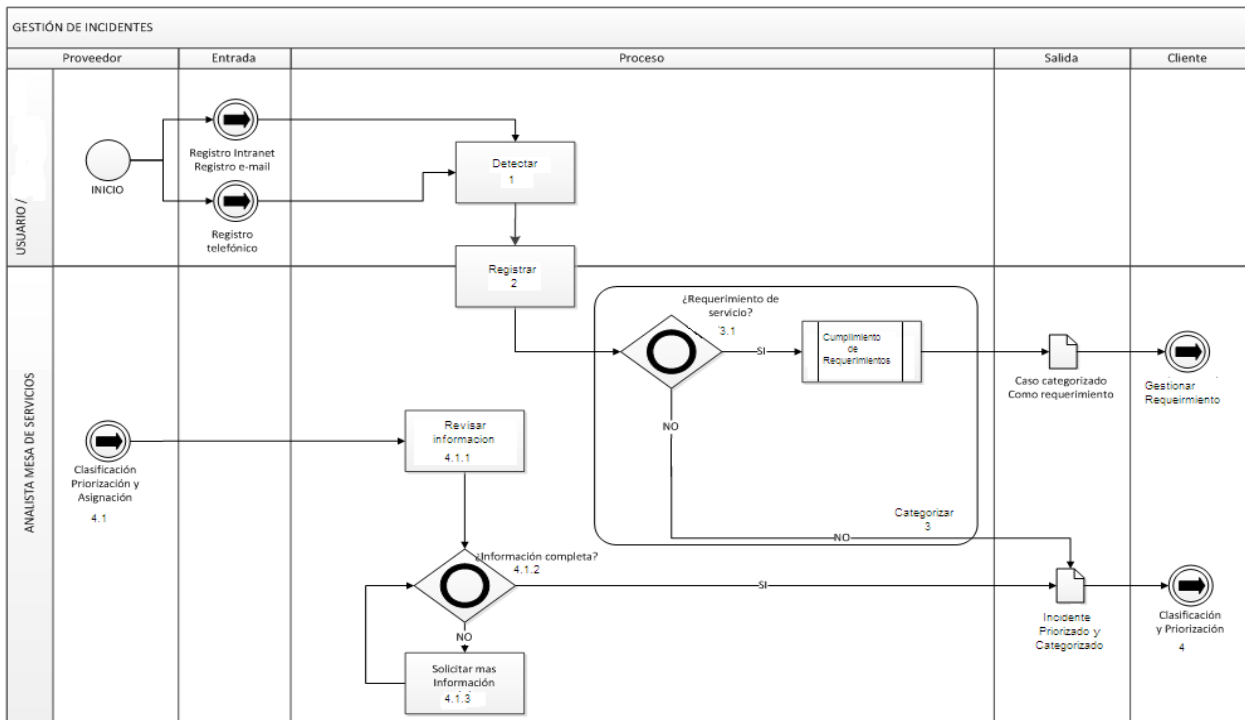 GESTIÓN DE INCIDENTES
Proveedor
Entrada
Proceso
Salida
Cliente
USUARIO /
INICIO
Registro Intranet
Registro e-mail
Registro
telefónico
Detectar
1
Registrar
2
ANALISTA MESA DE SERVICIOS
¿Requerimiento de
servicio?
3.1
SI
Cumplimiento
de
Requerimientos
Caso categorizado
Como requerimiento
Gestionar
Requeirmiento
NO
Categorizar
3
NO
Clasificación
Priorización y
Asignación
4.1
Revisar
informacion
4.1.1
¿Información completa?
4.1.2
SI
NO
Solicitar mas
Información
4.1.3
Incidente
Priorizado y
Categorizado
Clasificación
y Priorización
4